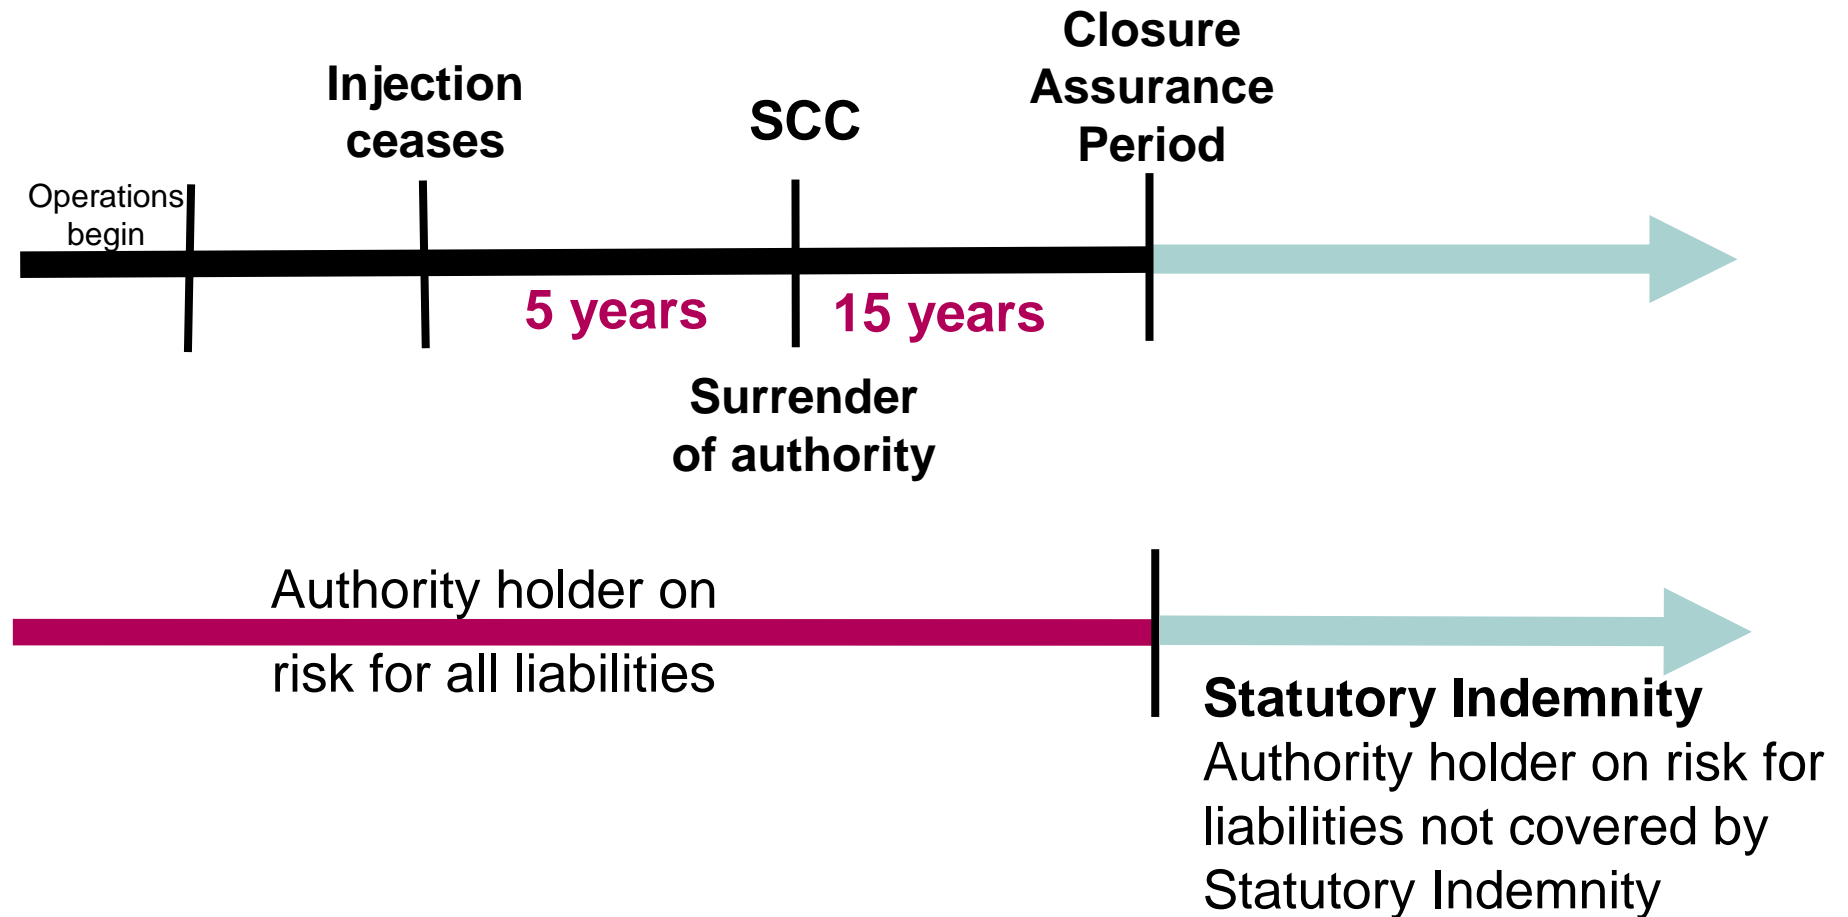 Operations
begin
Injection
ceases
SCC
Closure
Assurance
Period
5 years
15 years
Surrender
of authority
Authority holder on
risk for all liabilities
Statutory Indemnity
Authority holder on risk for
liabilities not covered by
Statutory Indemnity